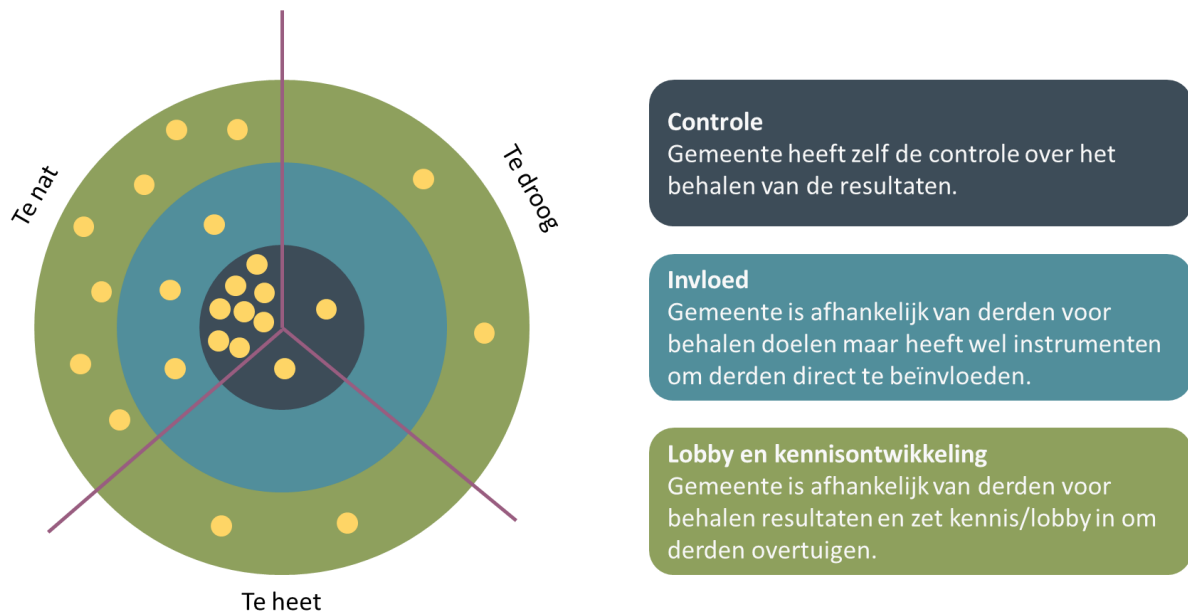 Te nat
Te droog
Te heet
Controle
Gemeente heeft zelf de controle over het
behalen van de resultaten.
Invloed
Gemeente is afhankelijk van derden voor
behalen doelen maar heeft wel instrumenten
om derden direct te beïnvloeden.
Lobby en kennisontwikkeling
Gemeente is afhankelijk van derden voor
behalen resultaten en zet kennis/lobby in om
derden overtuigen.